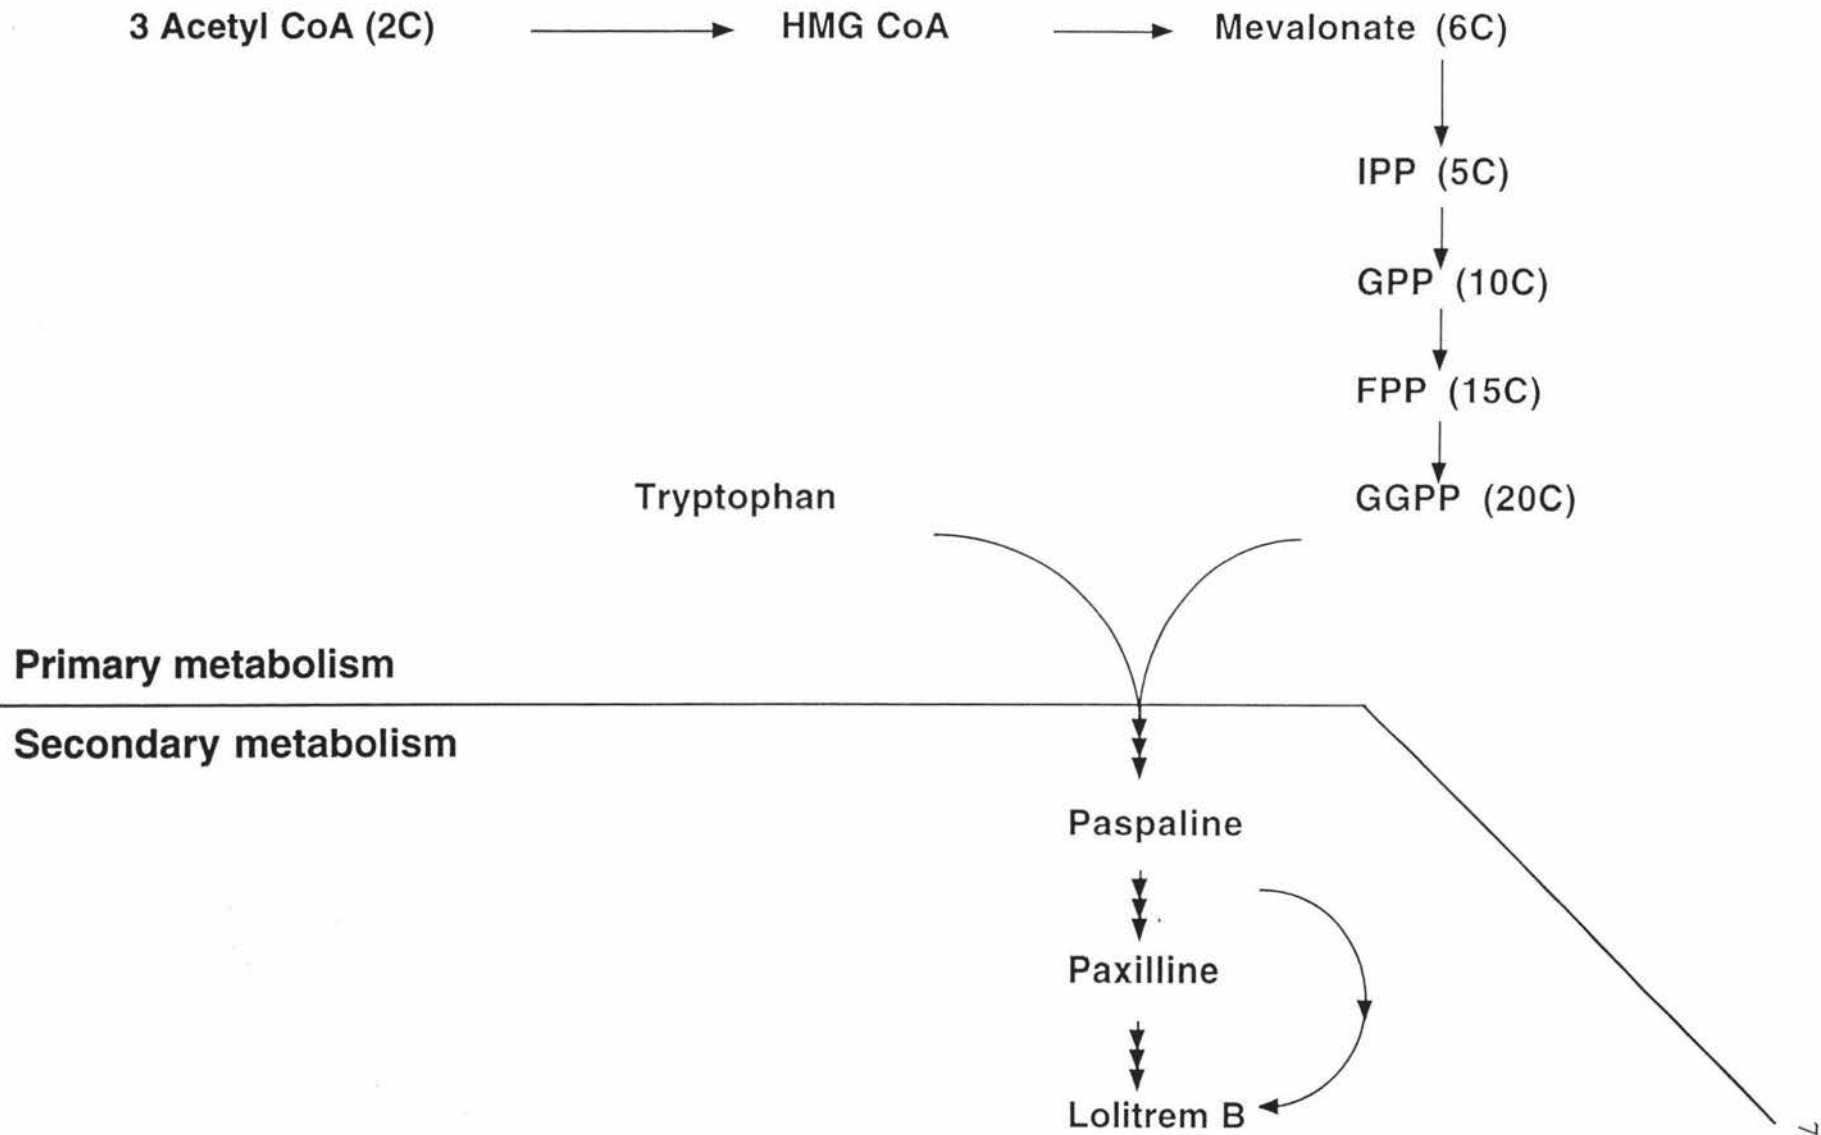 3 Acetyl CoA (2C) HMG CoA Mevalonate (6C)
IPP (5C)
GPP (10C)
FPP (15C)
Tryptophan GGPP (20C)
Primary metabolism
Secondary metabolism
Paspaline
Paxilline
Lolitrem B
7